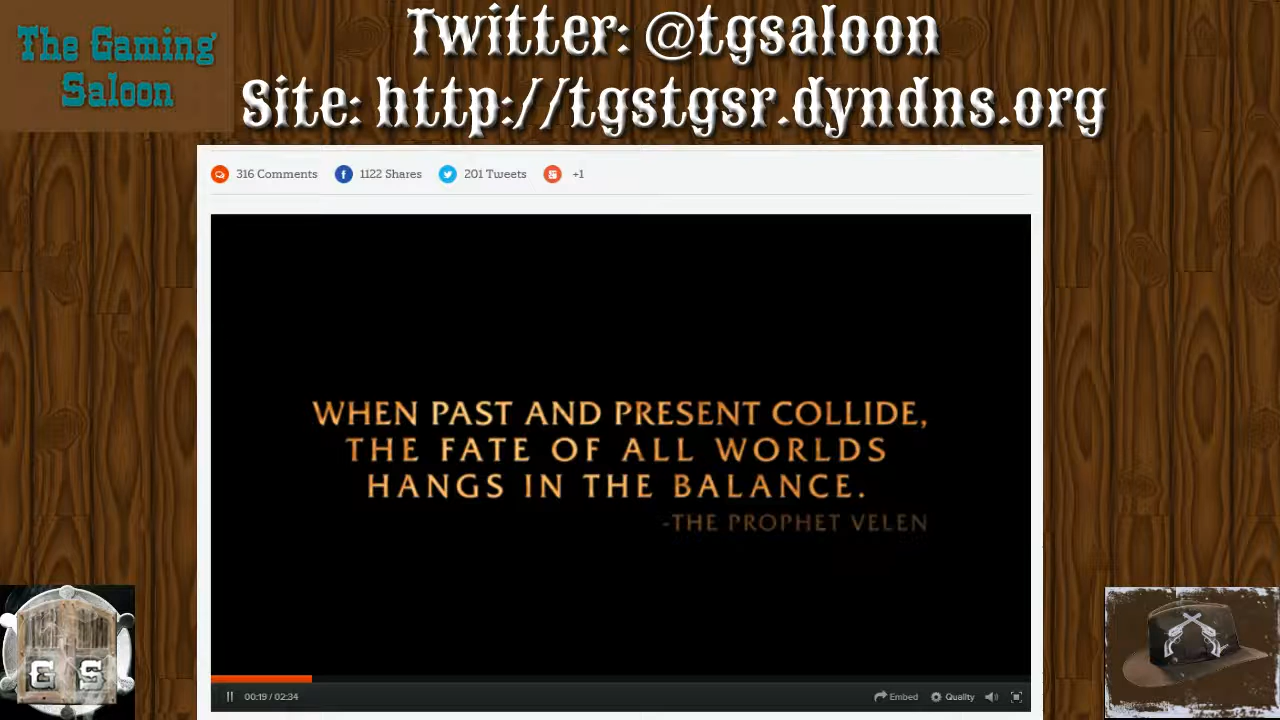 The Gaming
Saloon
Twitter: @tgsaloon
Site: http://tgstgsr.dyndns.org
316 Comments 1122 Shares 201 Tweets +1
WHEN PAST AND PRESENT COLLIDE,
THE FATE OF ALL WORLDS
HANGS IN THE BALANCE.
-THE PROPHET VELEN
G S
00:19 / 02:34 Embed Quality